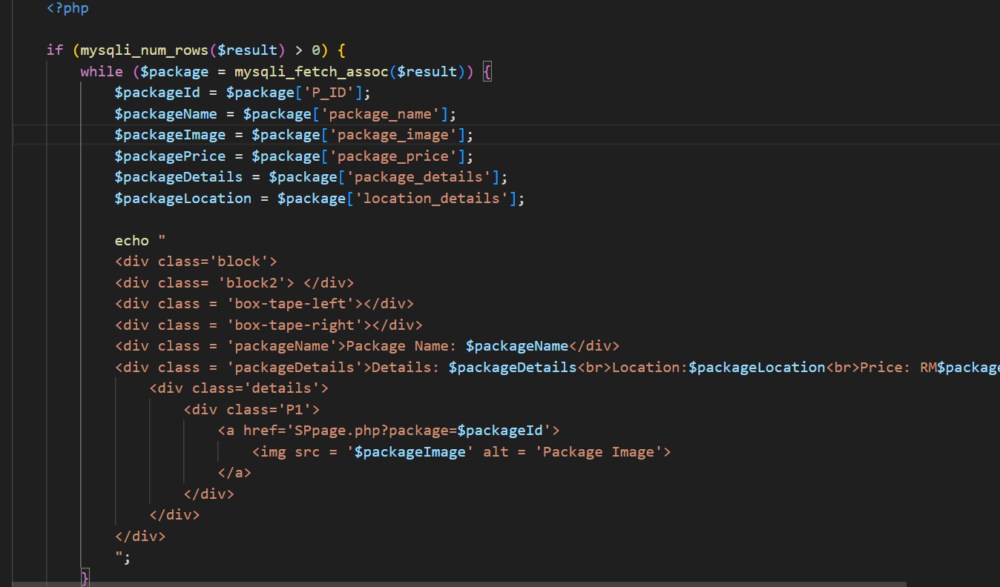 <?php
if (mysqli_num_rows($result) > 0) {
while ($package = mysqli_fetch_assoc($result)) {
$packageId = $package['P_ID'];
$packageName = $package['package_name'];
$packageImage = $package['package_image'];
$packagePrice = $package['package_price'];
$packageDetails = $package['package_details'];
$packageLocation = $package['location_details'];
echo "
<div class='block'>
<div class= 'block2'> </div>
<div class = 'box-tape-left'></div>
<div class = 'box-tape-right'></div>
<div class = 'packageName'>Package Name: $packageName</div>
<div class = 'packageDetails'>Details: $packageDetails<br>Location:$packageLocation<br>Price: RM$package
<div class='details'>
<div class='P1'>
<a href='SPpage.php?package=$packageId'>
<img src = '$packageImage' alt = 'Package Image'>
</a>
</div>
</div>
</div>
";
}